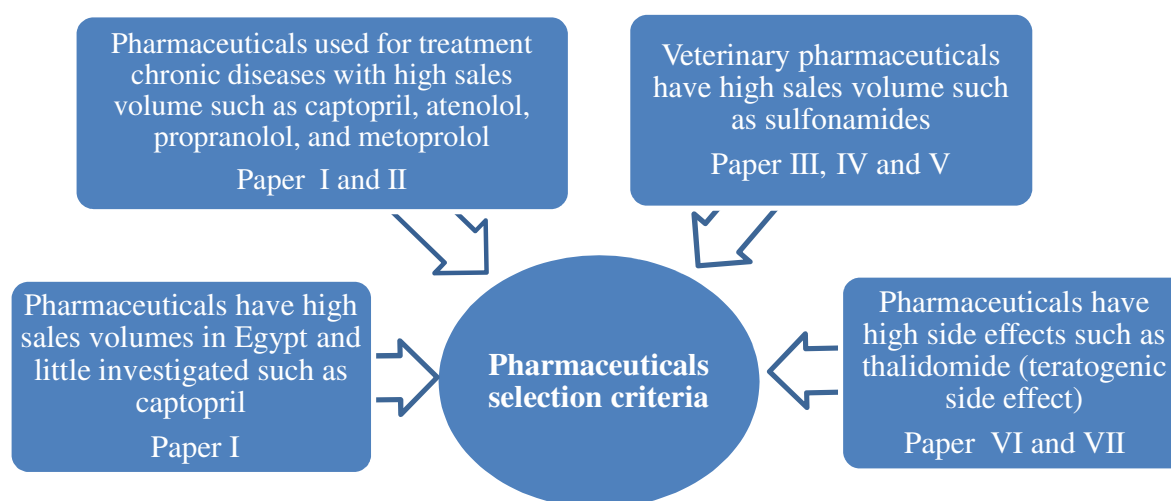 Pharmaceuticals used for treatment
chronic diseases with high sales
volume such as captopril, atenolol,
propranolol, and metoprolol
Paper I and II
Veterinary pharmaceuticals
have high sales volume such
as sulfonamides
Paper III, IV and V
Pharmaceuticals have high
sales volumes in Egypt and
little investigated such as
captopril
Paper I
Pharmaceuticals
selection criteria
Pharmaceuticals have
high side effects such as
thalidomide (teratogenic
side effect)
Paper VI and VII